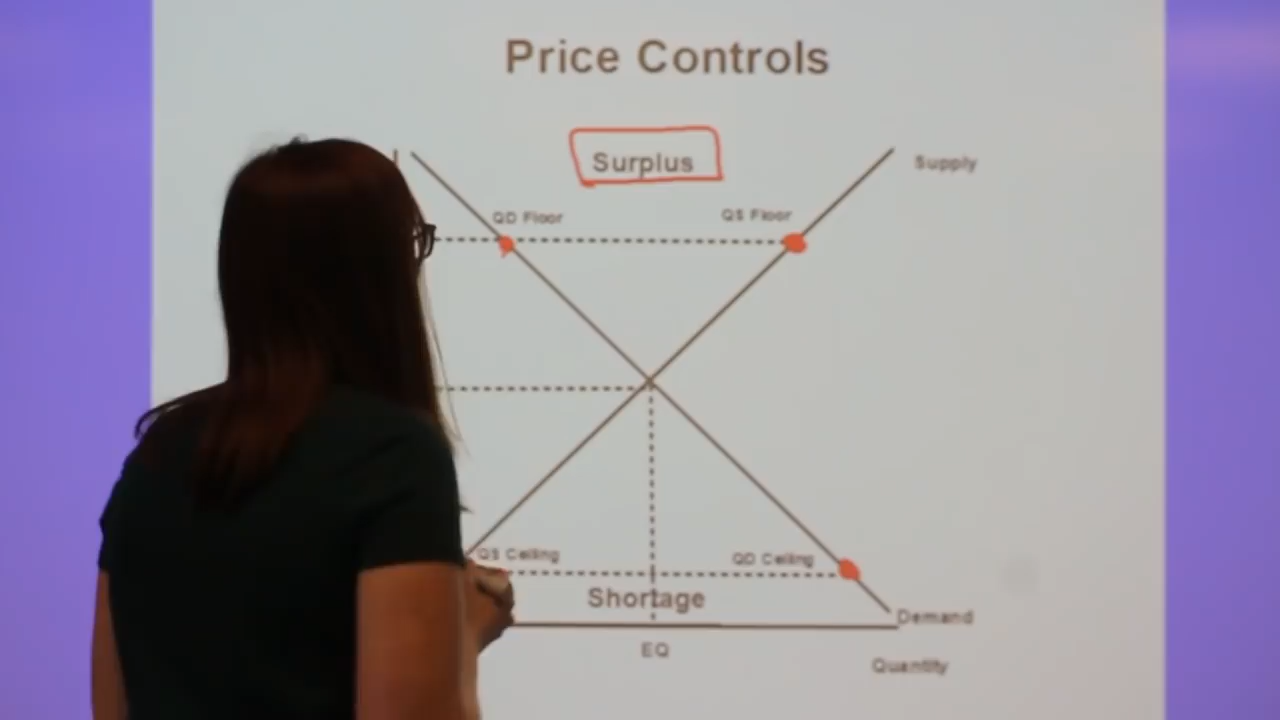 Price Controls
Surplus
Supply
QD Floor
QS Floor
QS Ceiling
QD Ceiling
Shortage
Demand
EQ
Quantity